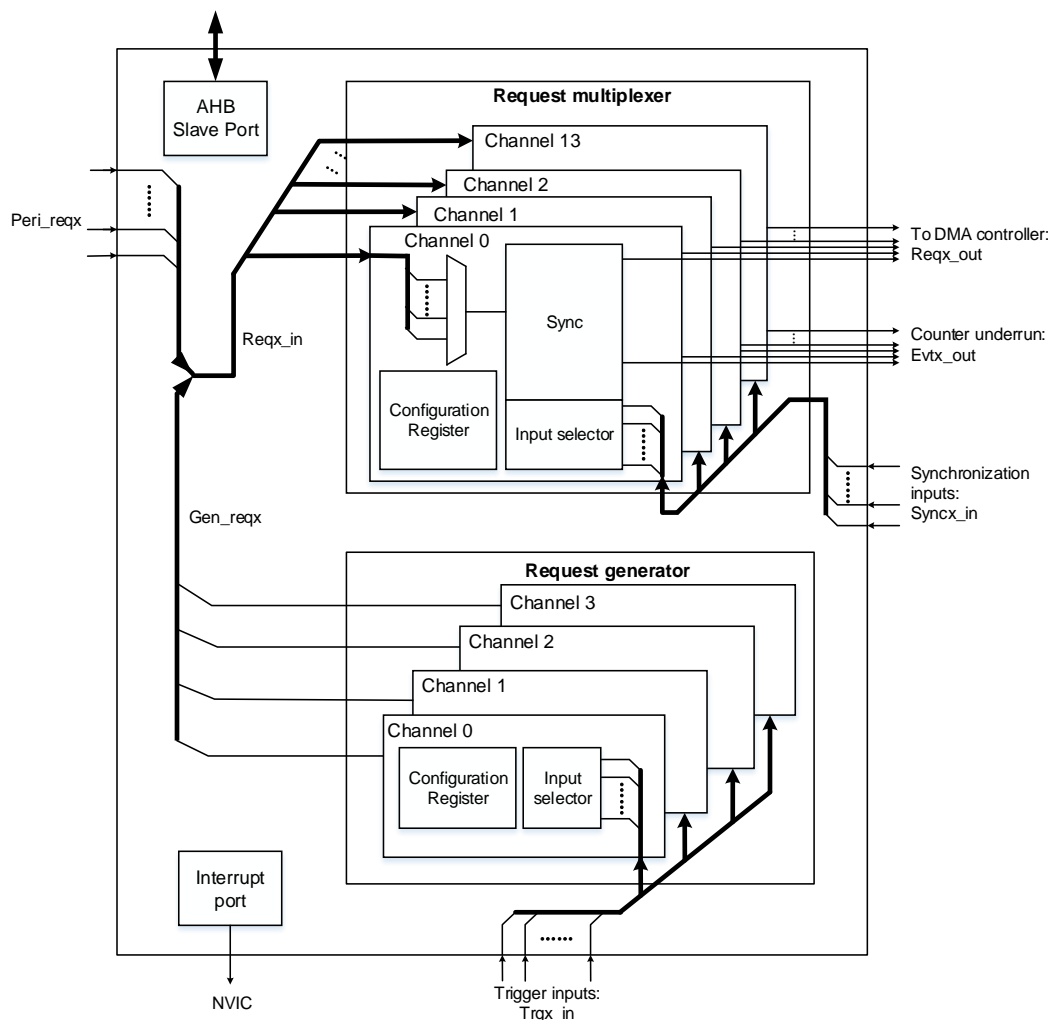 AHB
Slave Port
Request multiplexer
Channel 13
Channel 2
Channel 1
Channel 0
Peri_reqx
To DMA controller:
Reqx_out
Reqx_in
Sync
Counter underrun:
Evtx_out
Configuration
Register
Input selector
Synchronization
inputs:
Syncx_in
Gen_reqx
Request generator
Channel 3
Channel 2
Channel 1
Channel 0
Configuration
Register
Input
selector
Interrupt
port
NVIC
Trigger inputs:
Trgx_in